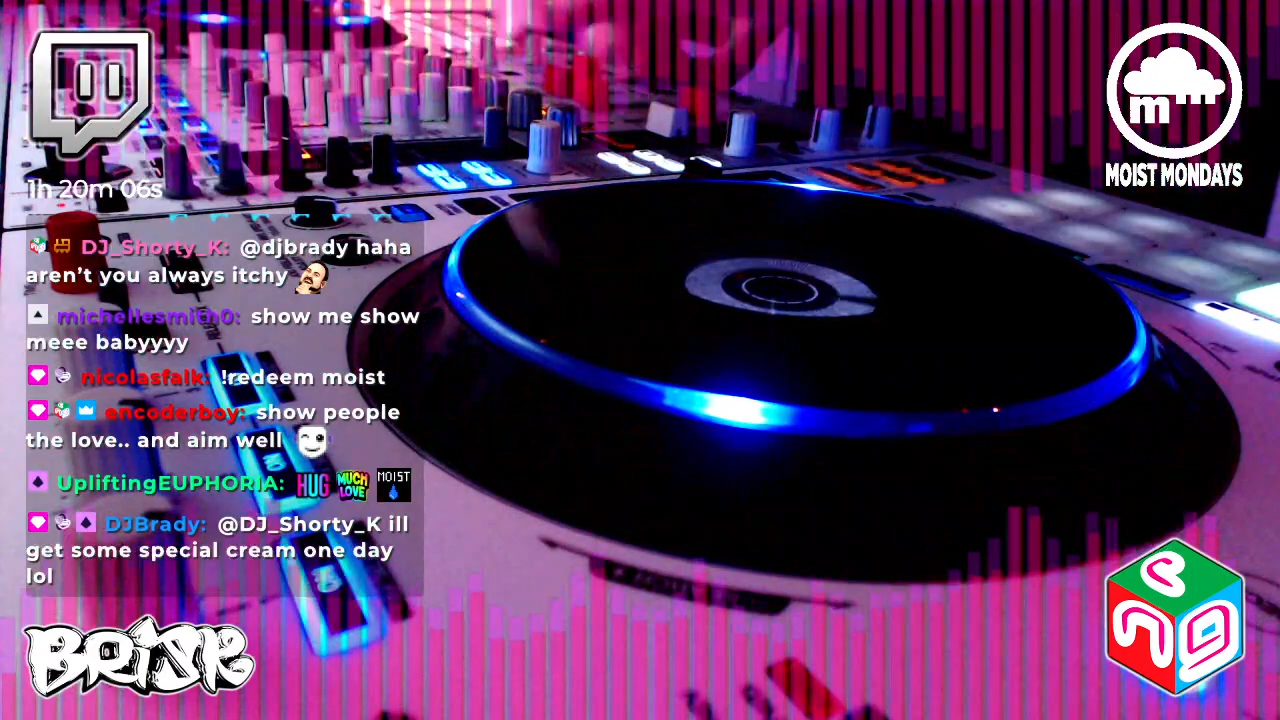 1h 20m 06s
m m
MOIST MONDAYS
DJ_Shorty_K: @djbrady haha
aren’t you always itchy
michellesmith0: show me show
meee babyyyy
nicolasfalk: !redeem moist
encoderboy: show people
the love.. and aim well
UpliftingEUPHORIA: HUG MUCH LOVE MOIST
DJBrady: @DJ_Shorty_K ill
get some special cream one day
lol
BRISK
e
n g